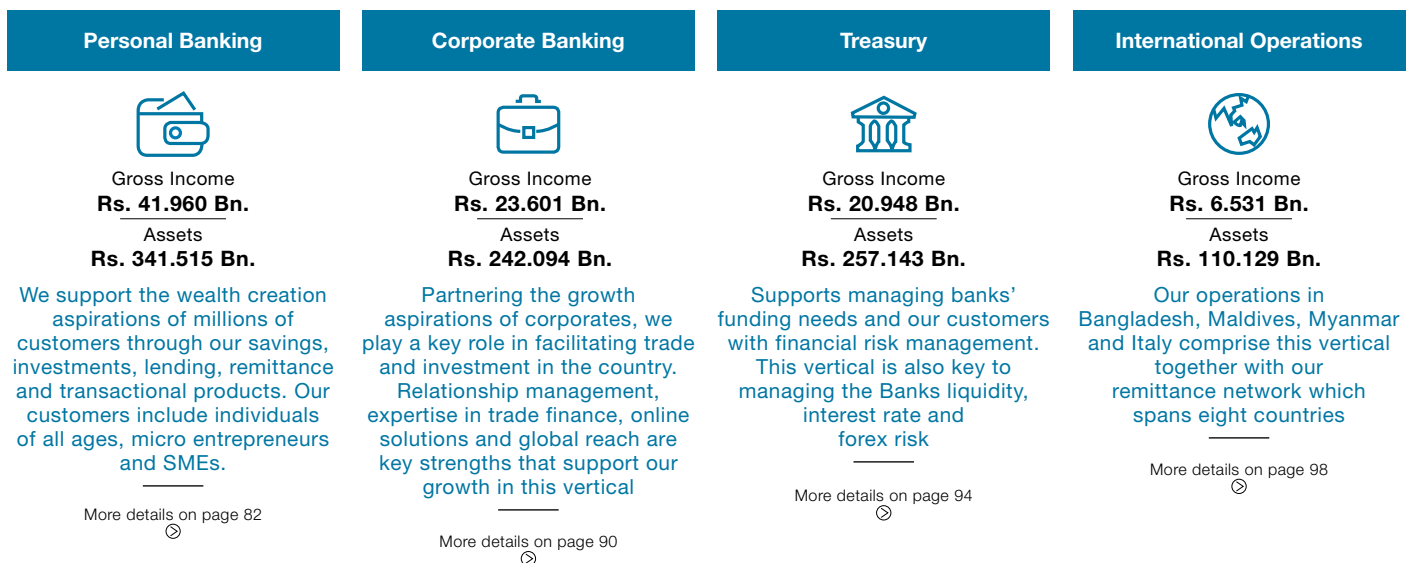 Personal Banking
Gross Income
Rs. 41.960 Bn.
Assets
Rs. 341.515 Bn.
We support the wealth creation
aspirations of millions of
customers through our savings,
investments, lending, remittance
and transactional products. Our
customers include individuals
of all ages, micro entrepreneurs
and SMEs.
More details on page 82
Corporate Banking
Gross Income
Rs. 23.601 Bn.
Assets
Rs. 242.094 Bn.
Partnering the growth
aspirations of corporates, we
play a key role in facilitating trade
and investment in the country.
Relationship management,
expertise in trade finance, online
solutions and global reach are
key strengths that support our
growth in this vertical
More details on page 90
Treasury
Gross Income
Rs. 20.948 Bn.
Assets
Rs. 257.143 Bn.
Supports managing banks’
funding needs and our customers
with financial risk management.
This vertical is also key to
managing the Banks liquidity,
interest rate and
forex risk
More details on page 94
International Operations
Gross Income
Rs. 6.531 Bn.
Assets
Rs. 110.129 Bn.
Our operations in
Bangladesh, Maldives, Myanmar
and Italy comprise this vertical
together with our
remittance network which
spans eight countries
More details on page 98